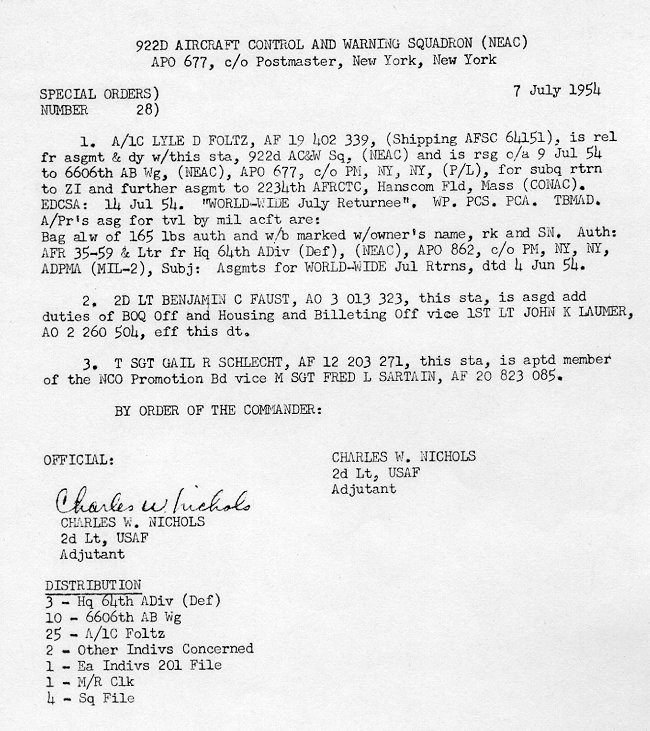 922D AIRCRAFT CONTROL AND WARNING SQUADRON (NEAC)
APO 677, c/o Postmaster, New York, New York
SPECIAL ORDERS) 7 July 1954
NUMBER 28)
1. A/1C LYLE D FOLTZ, AF 19 402 339, (Shipping AFSC 64151), is rel
fr asgmt & dy w/this sta, 922d AC&W Sq, (NEAC) and is rsg c/a 9 Jul 54
to 6606th AB Wg, (NEAC), APO 677, c/o PM, NY, NY, (P/L), for subq rtrn
to ZI and further asgmt to 2234th AFRCTC, Hanscom Fld, Mass (CONAC).
EDCSA: 14 Jul 54. "WORLD-WIDE July Returnee". WP. PCS. PCA. TBMAD.
A/Pr's asg for tvl by mil acft are:
Bag alw of 165 lbs auth and w/b marked w/owner's name, rk and SN. Auth:
AFR 35-59 & Ltr fr Hq 64th ADiv (Def), (NEAC), APO 862, c/o PM, NY, NY,
ADPMA (MIL-2), Subj: Asgmts for WORLD-WIDE Jul Rtrns, dtd 4 Jun 54.
2. 2D LT BENJAMIN C FAUST, AO 3 013 323, this sta, is asgd add
duties of BOQ Off and Housing and Billeting Off vice 1ST LT JOHN K LAUMER,
AO 2 260 504, eff this dt.
3. T SGT GAIL R SCHLECHT, AF 12 203 271, this sta, is aptd member
of the NCO Promotion Bd vice M SGT FRED L SARTAIN, AF 20 823 085.
BY ORDER OF THE COMMANDER:
OFFICIAL:
CHARLES W. NICHOLS
2d Lt, USAF
Adjutant
Charles W. Nichols
CHARLES W. NICHOLS
2d Lt, USAF
Adjutant
DISTRIBUTION
3 - Hq 64th ADiv (Def)
10 - 6606th AB Wg
25 - A/1C Foltz
2 - Other Indivs Concerned
1 - Ea Indivs 201 File
1 - M/R Clk
4 - Sq File